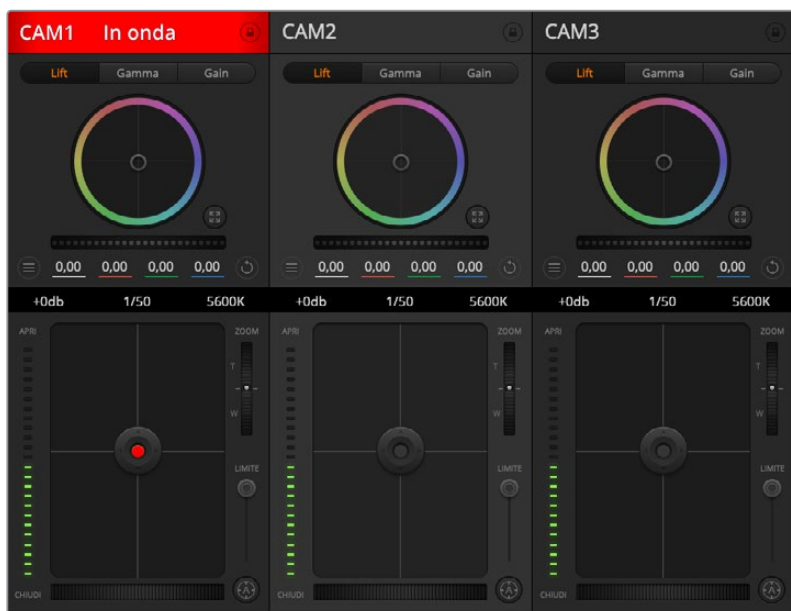 CAM1 In onda CAM2 CAM3
Lift Gamma Gain Lift Gamma Gain Lift Gamma Gain
0,00 0,00 0,00 0,00 0,00 0,00 0,00 0,00 0,00 0,00 0,00 0,00
+0db 1/50 5600K +0db 1/50 5600K +0db 1/50 5600K
APRI ZOOM APRI ZOOM APRI ZOOM
T T T
W W W
LIMITE LIMITE LIMITE
CHIUDI A CHIUDI A CHIUDI A